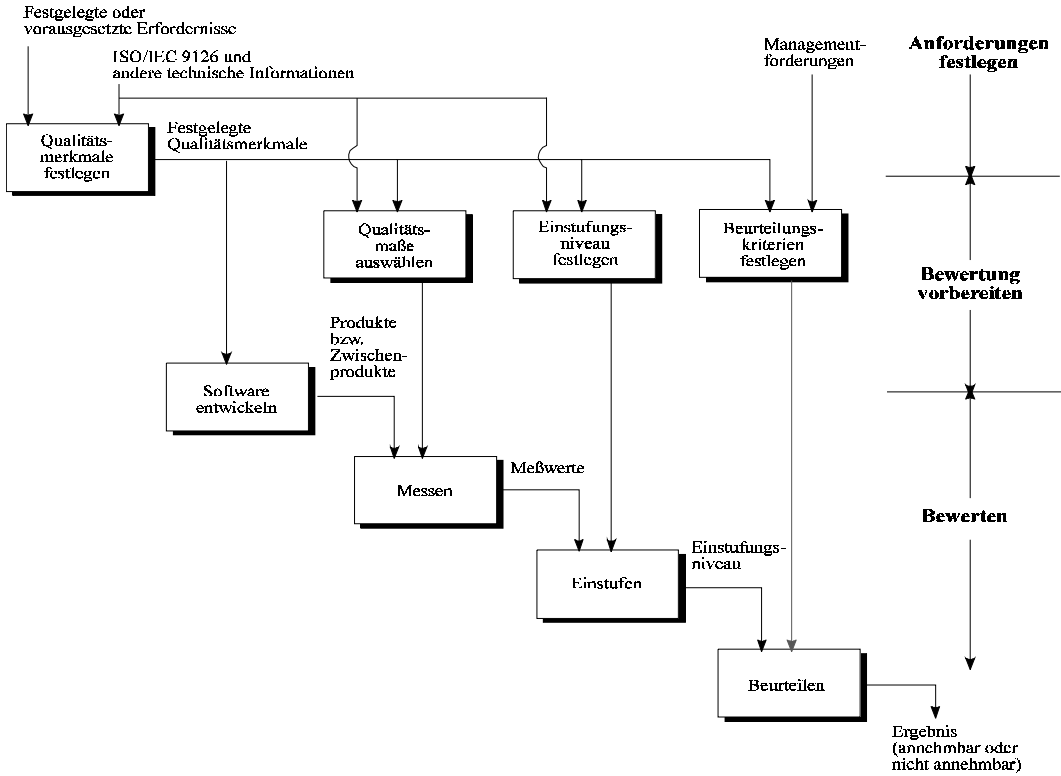 Festgelegte oder
vorausgesetzte Erfordernisse
ISO/IEC 9126 und
andere technische Informationen
Management-
forderungen
Anforderungen
festlegen
Qualitäts-
merkmale
festlegen
Festgelegte
Qualitätsmerkmale
Qualitäts-
maße
auswählen
Einstufungs-
niveau
festlegen
Beurteilungs-
kriterien
festlegen
Bewertung
vorbereiten
Produkte
bzw.
Zwischen-
produkte
Software
entwickeln
Messen
Meßwerte
Bewerten
Einstufen
Einstufungs-
niveau
Beurteilen
Ergebnis
(annehmbar oder
nicht annehmbar)